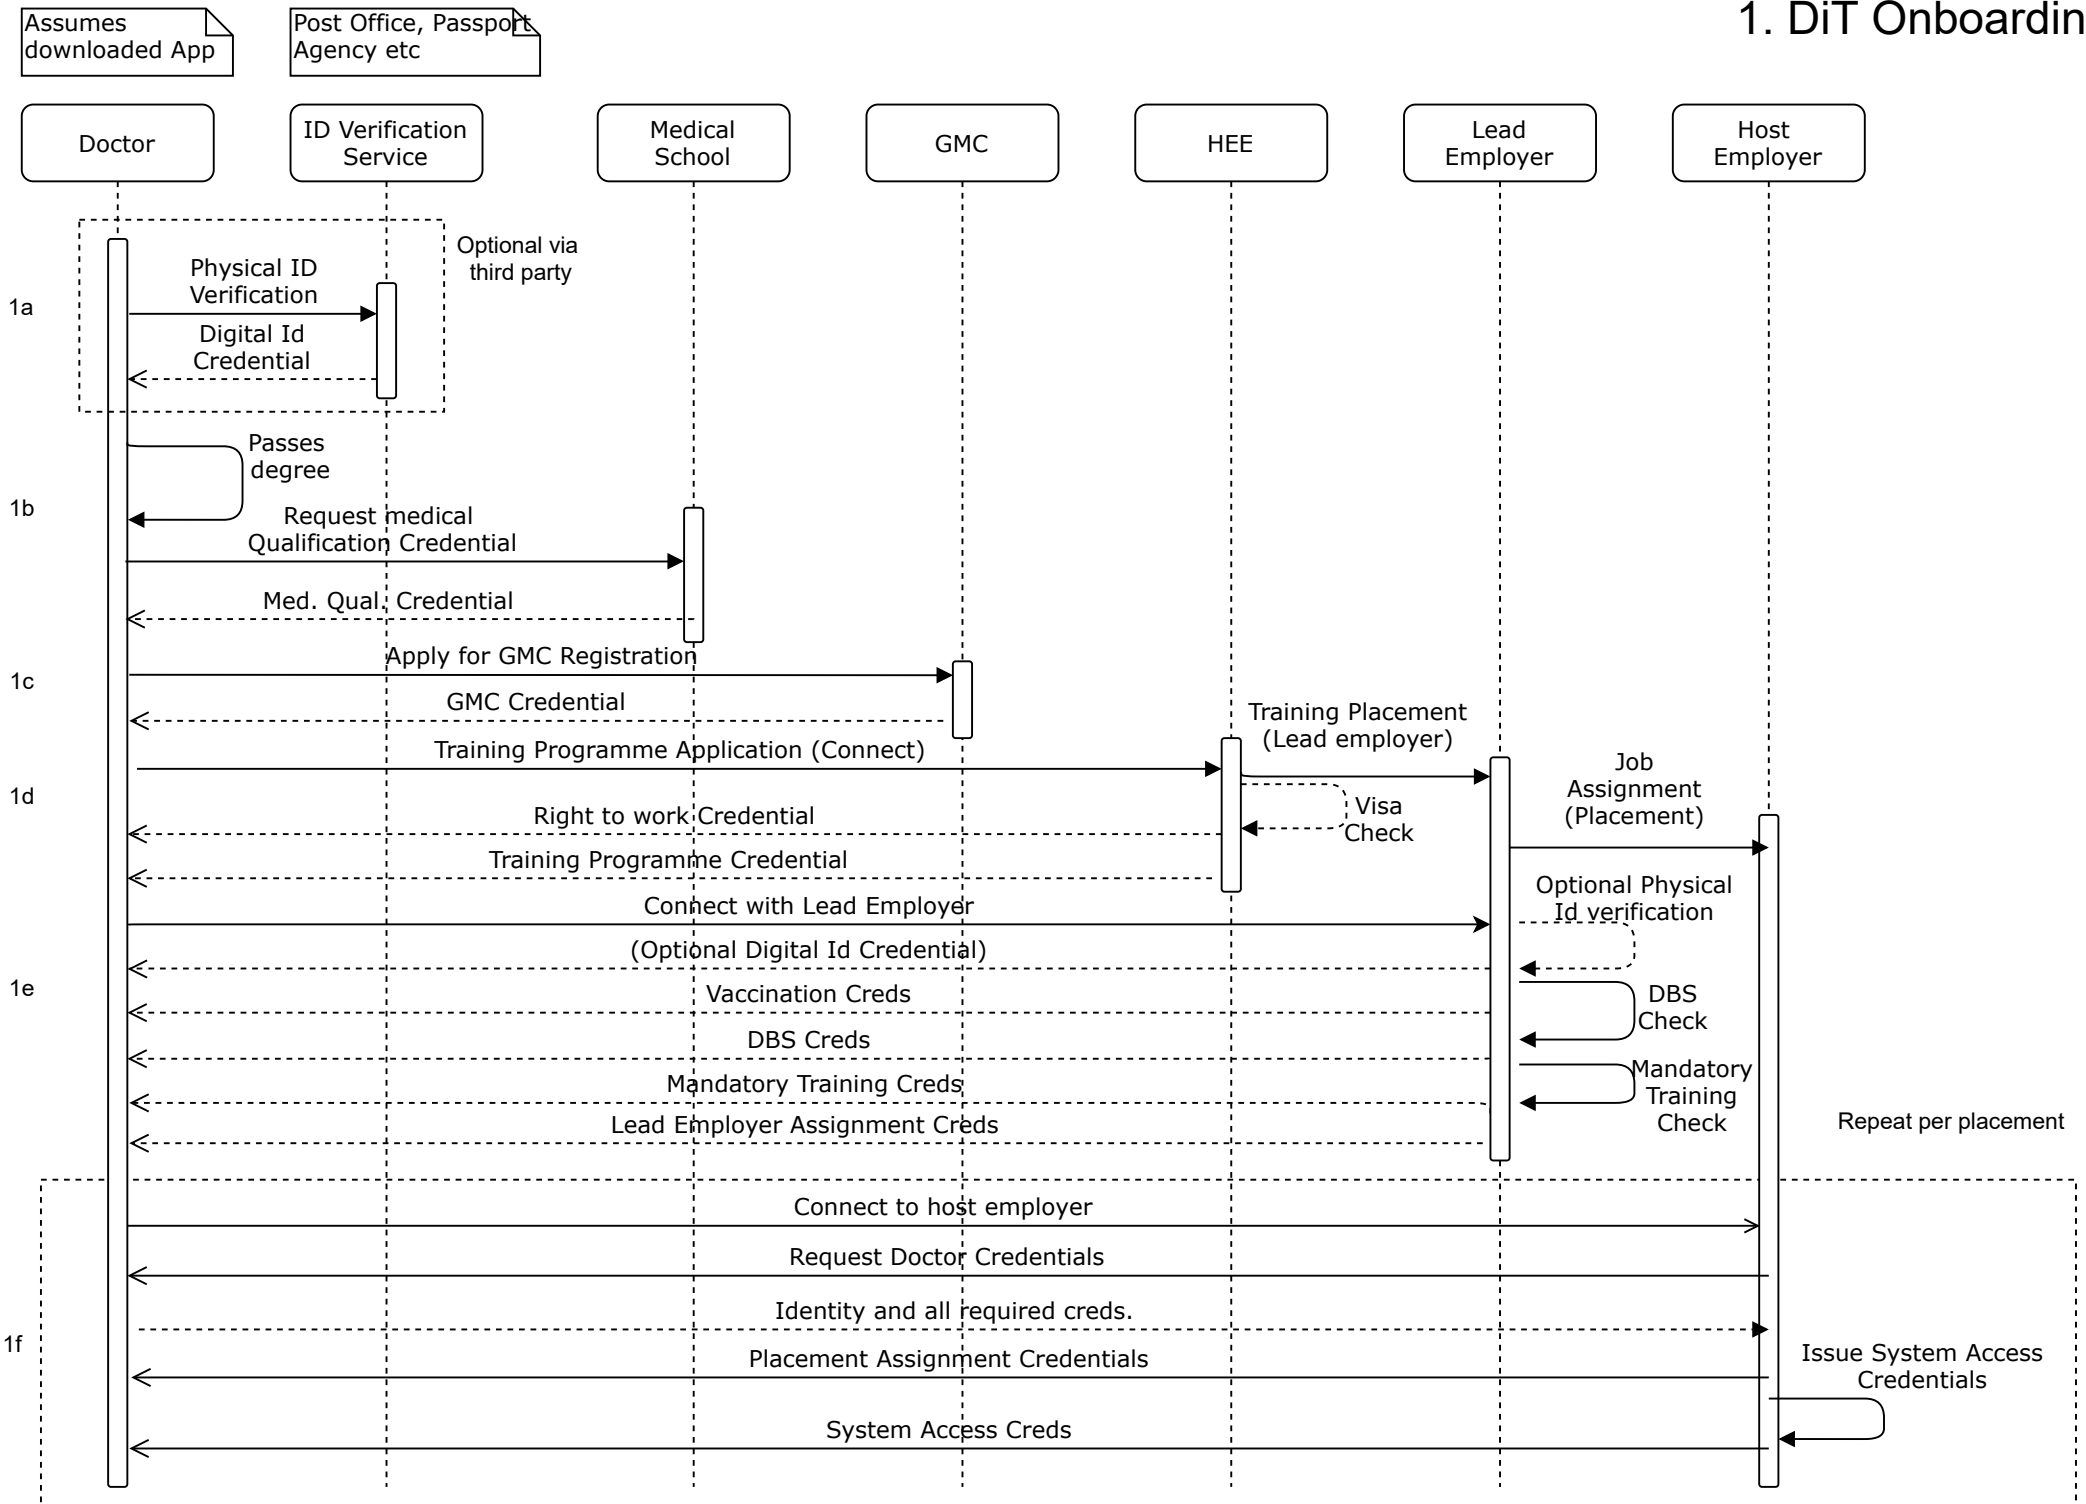 1. DiT Onboardin
Assumes
downloaded App
Post Office, Passport
Agency etc
Doctor
ID Verification
Service
Medical
School
GMC
HEE
Lead
Employer
Host
Employer
Optional via
third party
Physical ID
Verification
1a
Digital Id
Credential
Passes
degree
1b
Request medical
Qualification Credential
Med. Qual. Credential
Apply for GMC Registration
1c
GMC Credential
Training Placement
(Lead employer)
Training Programme Application (Connect)
Job
Assignment
(Placement)
1d
Visa
Check
Right to work Credential
Training Programme Credential
Optional Physical
Id verification
Connect with Lead Employer
(Optional Digital Id Credential)
1e
Vaccination Creds
DBS
Check
DBS Creds
Mandatory Training Creds
Mandatory
Training
Check
Lead Employer Assignment Creds
Repeat per placement
Connect to host employer
Request Doctor Credentials
Identity and all required creds.
1f
Placement Assignment Credentials
Issue System Access
Credentials
System Access Creds